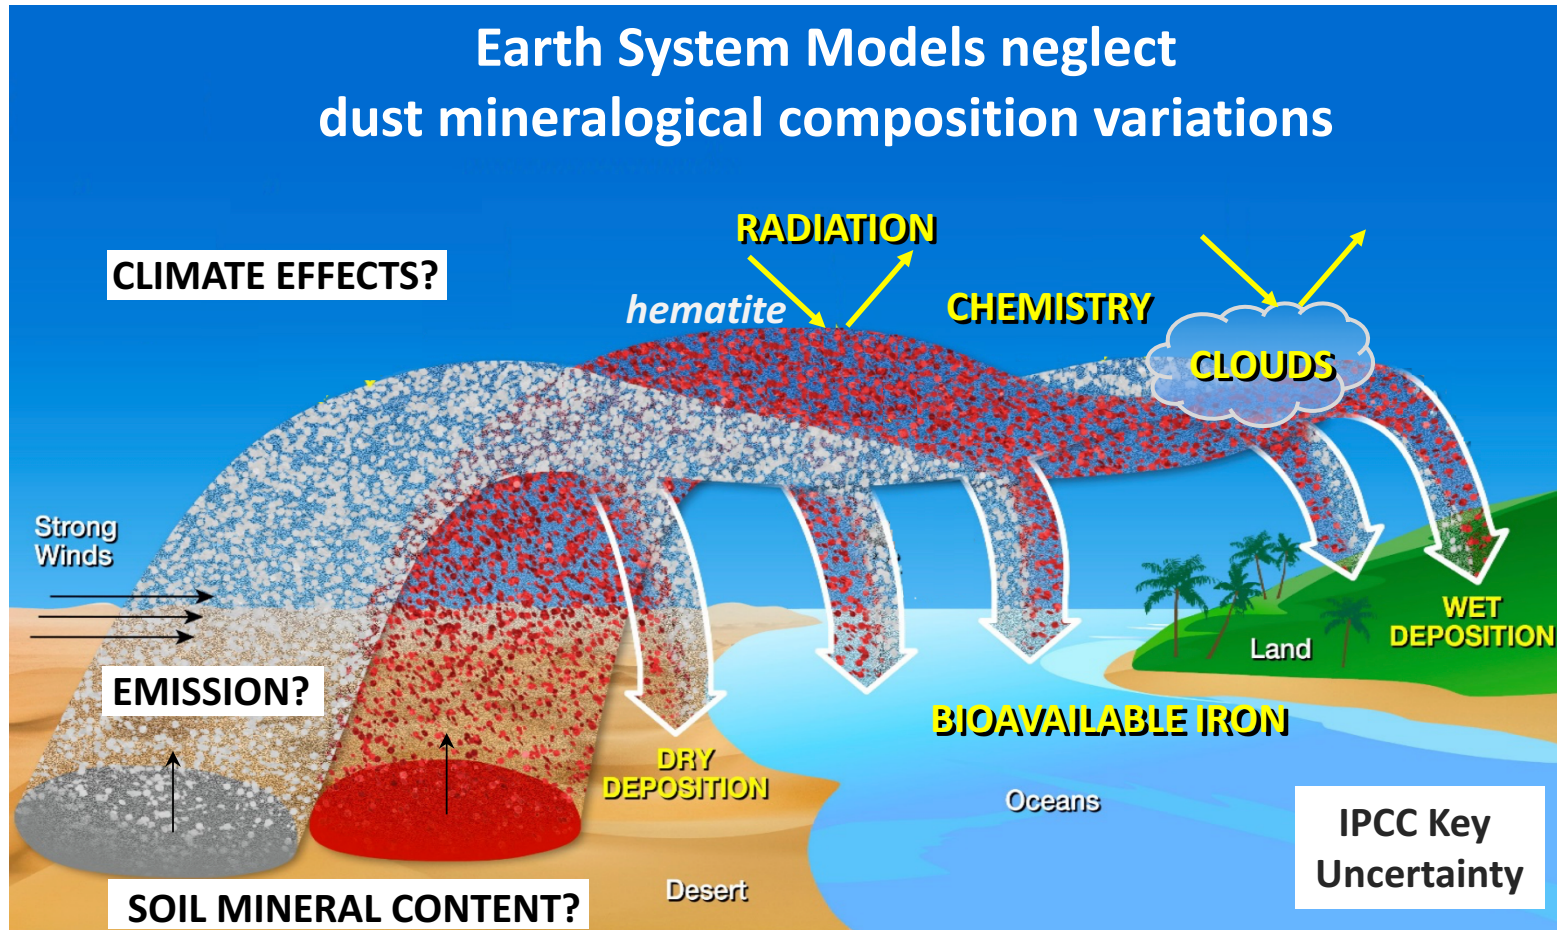 Earth System Models neglect
dust mineralogical composition variations
RADIATION
CLIMATE EFFECTS?
hematite
CHEMISTRY
CLOUDS
Strong
Winds
WET
DEPOSITION
Land
EMISSION?
BIOAVAILABLE IRON
DRY
DEPOSITION
Oceans
IPCC Key
Uncertainty
Desert
SOIL MINERAL CONTENT?